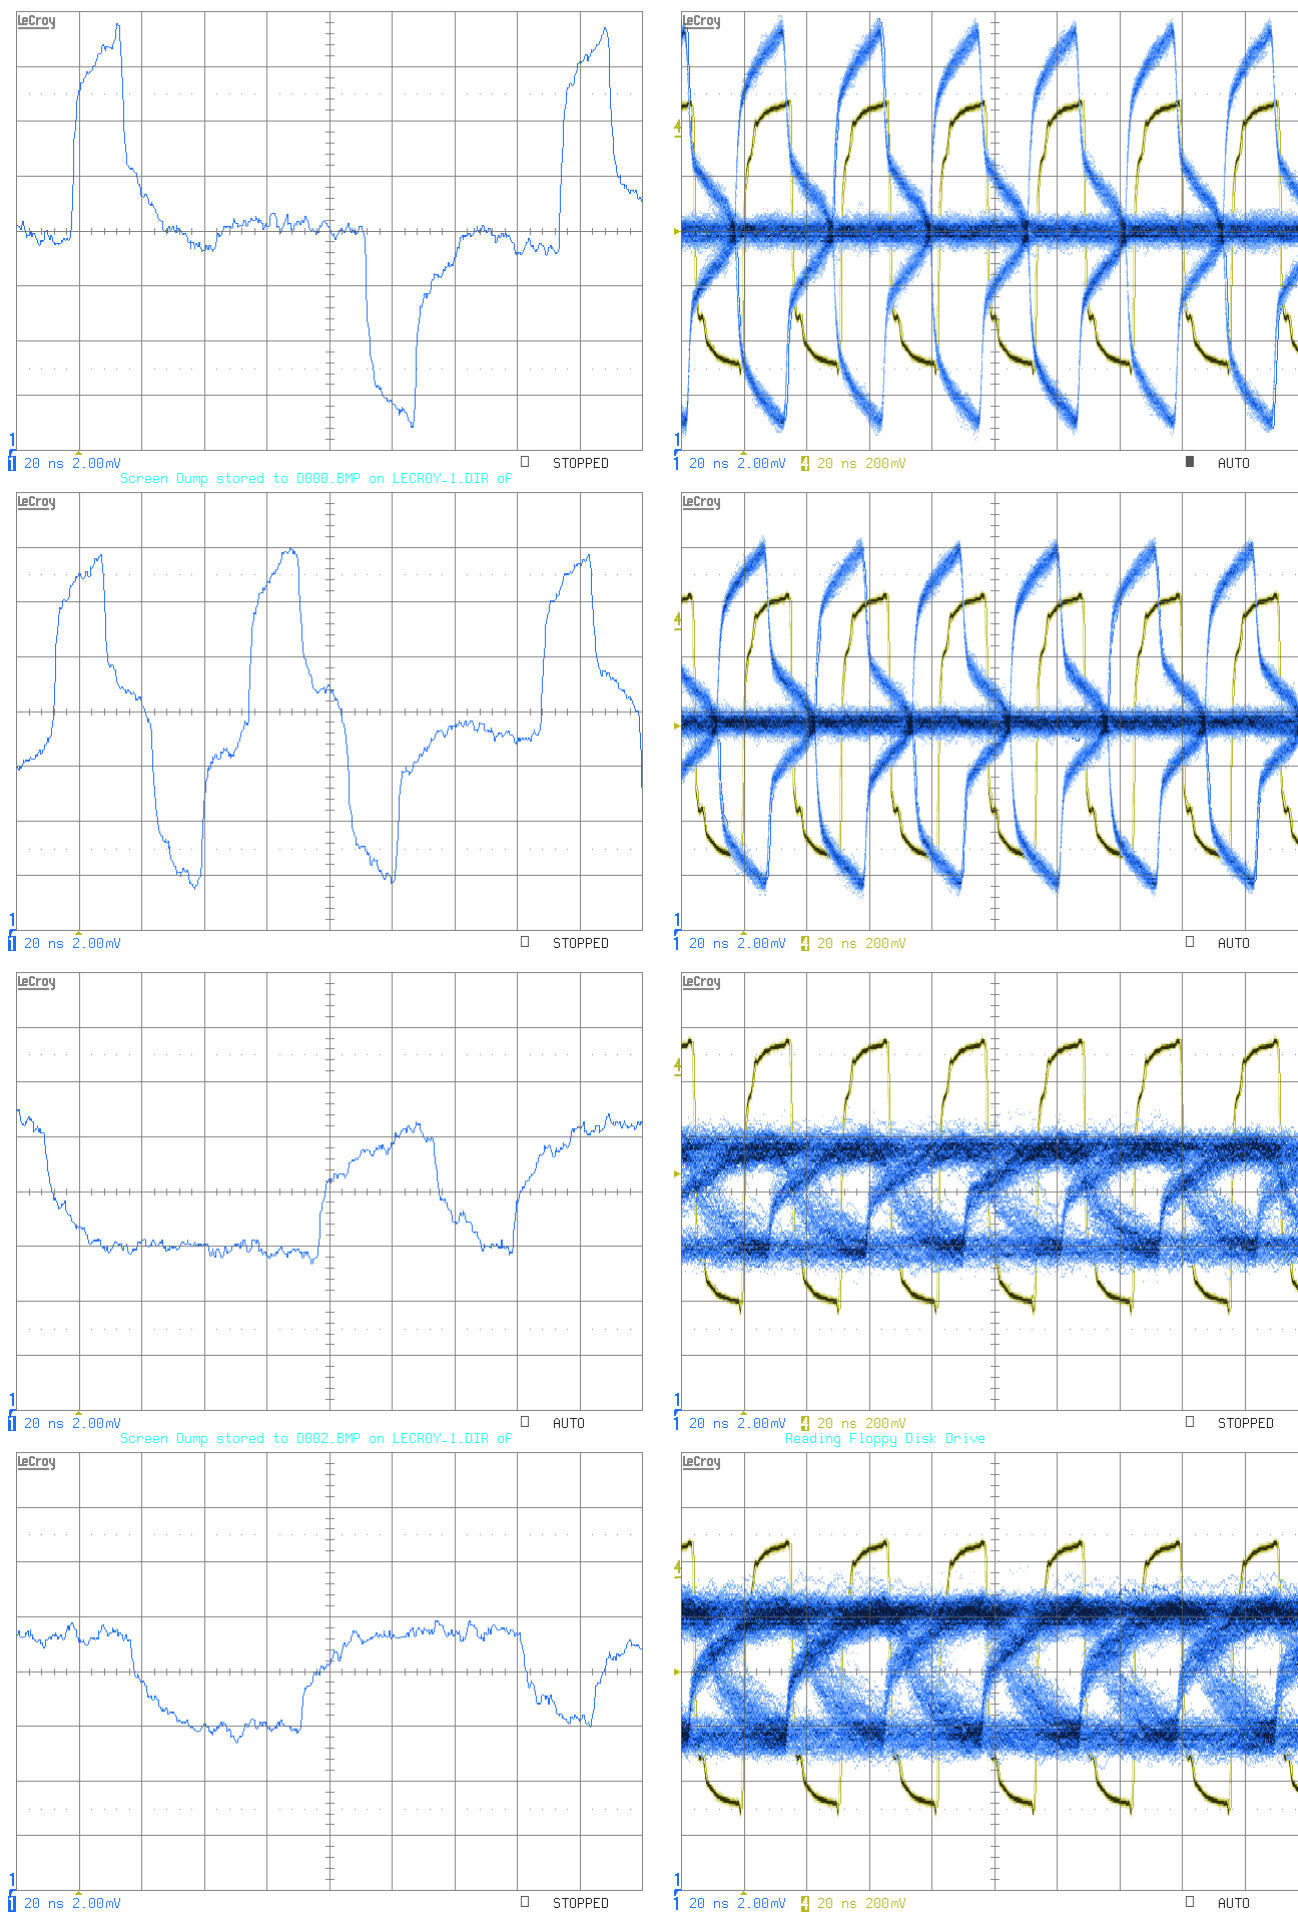 LeCroy
LeCroy
4
1
1
1 20 ns 2.00mV
STOPPED
1 20 ns 2.00mV
4 20 ns 200mV
AUTO
Screen Dump stored to D000.BMP on LECROY_1.DIR of
LeCroy
LeCroy
4
1
1
1 20 ns 2.00mV
STOPPED
1 20 ns 2.00mV
4 20 ns 200mV
AUTO
LeCroy
LeCroy
4
1
1
1 20 ns 2.00mV
AUTO
1 20 ns 2.00mV
4 20 ns 200mV
STOPPED
Screen Dump stored to D002.BMP on LECROY_1.DIR of
Reading Floppy Disk Drive
LeCroy
LeCroy
4
1
1
1 20 ns 2.00mV
STOPPED
1 20 ns 2.00mV
4 20 ns 200mV
AUTO